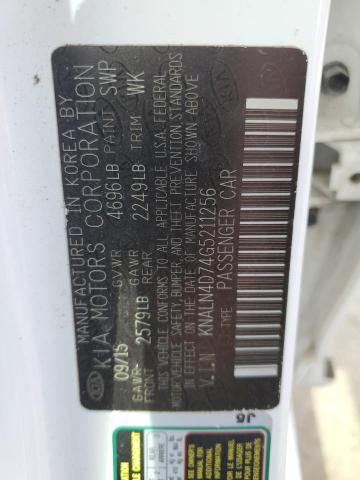 MANUFACTURED IN KOREA BY
KIA MOTORS CORPORATION
09/15 GVWR 4696LB PAINT SWP
GAWR-FRONT 2579LB GAWR REAR 2249LB TRIM WK
THIS VEHICLE CONFORMS TO ALL APPLICABLE U.S.A. FEDERAL
MOTOR VEHICLE SAFETY, BUMPER, AND THEFT PREVENTION STANDARDS
IN EFFECT ON THE DATE OF MANUFACTURE SHOWN ABOVE
V.I.N KNALN4D74G5211256
TYPE: PASSENGER CAR
KIA